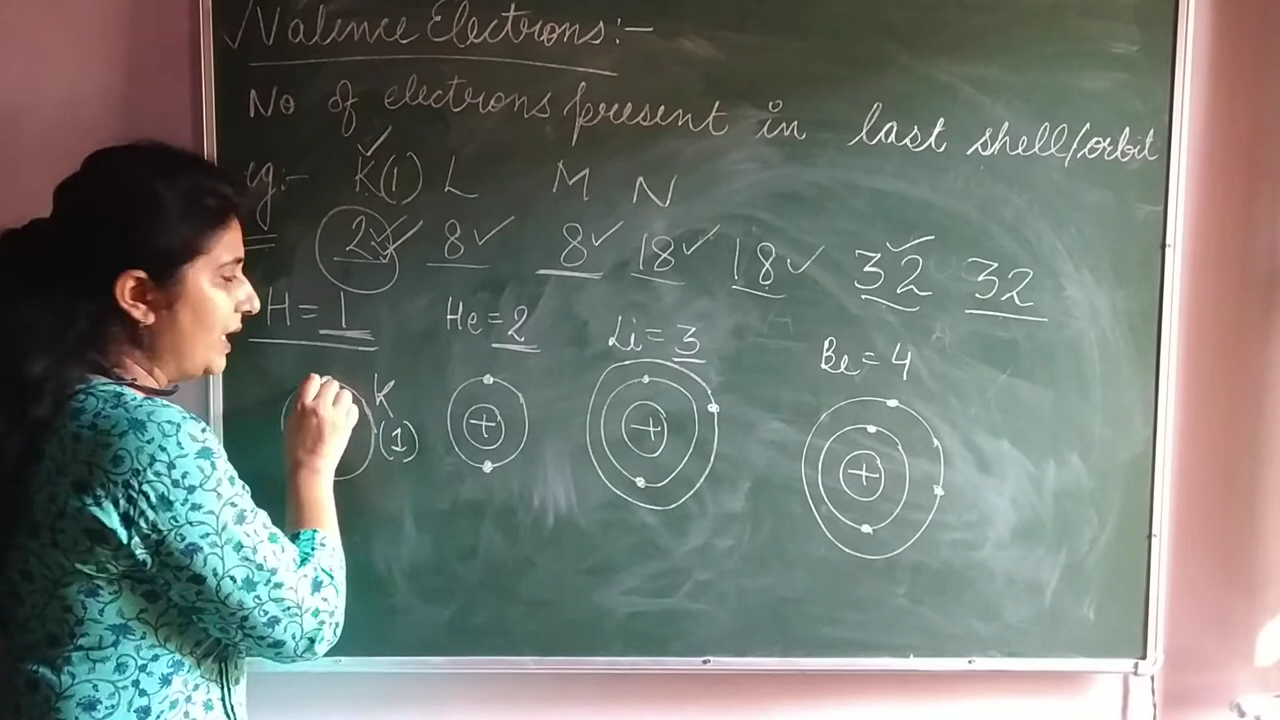 Valence Electrons:-
No of electrons present in last shell/orbit
eg:- K(1) L M N
2 8 8 18 18 32 32
H = 1 He = 2 Li = 3 Be = 4
K
(1)
+ + +